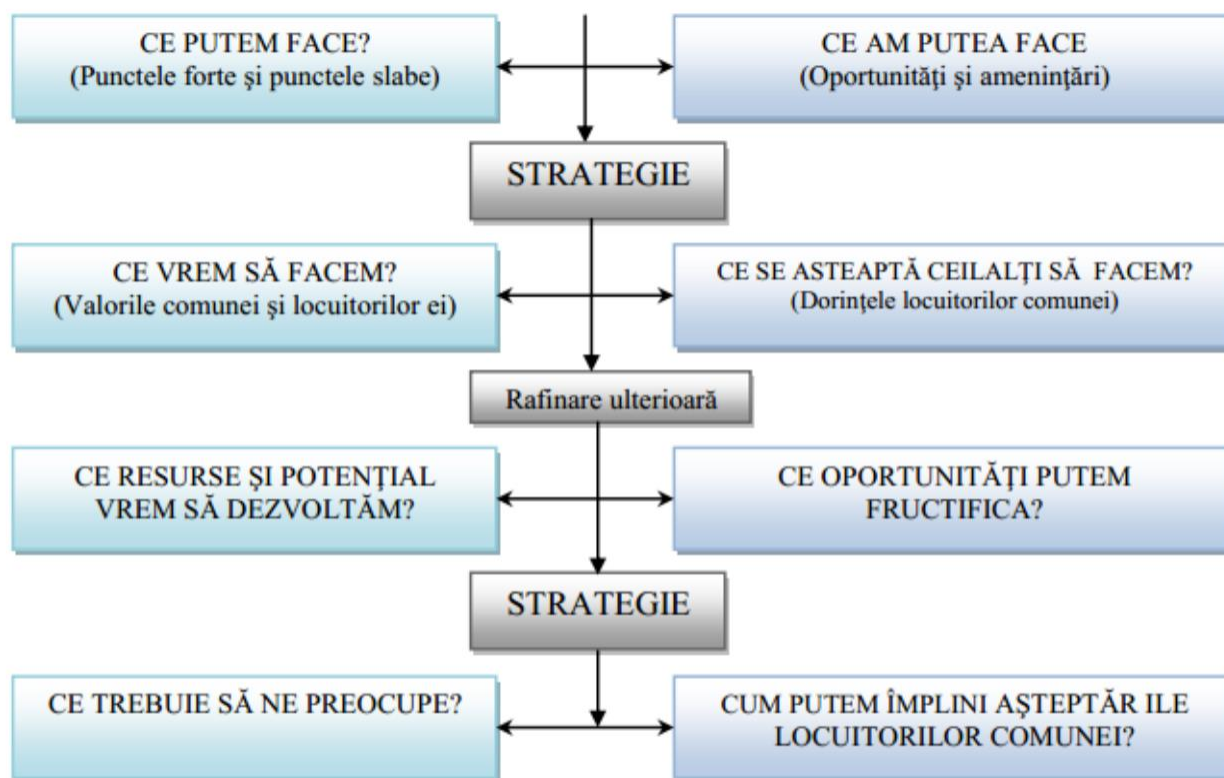 CE PUTEM FACE?
(Punctele forte şi punctele slabe)
CE AM PUTEA FACE
(Oportunităţi şi ameninţări)
STRATEGIE
CE VREM SĂ FACEM?
(Valorile comunei şi locuitorilor ei)
CE SE ASTEAPTĂ CEILALŢI SĂ FACEM?
(Dorinţele locuitorilor comunei)
Rafinare ulterioară
CE RESURSE ŞI POTENŢIAL
VREM SĂ DEZVOLTĂM?
CE OPORTUNITĂŢI PUTEM
FRUCTIFICA?
STRATEGIE
CE TREBUIE SĂ NE PREOCUPE?
CUM PUTEM ÎMPLINI AŞTEPTĂR ILE
LOCUITORILOR COMUNEI?